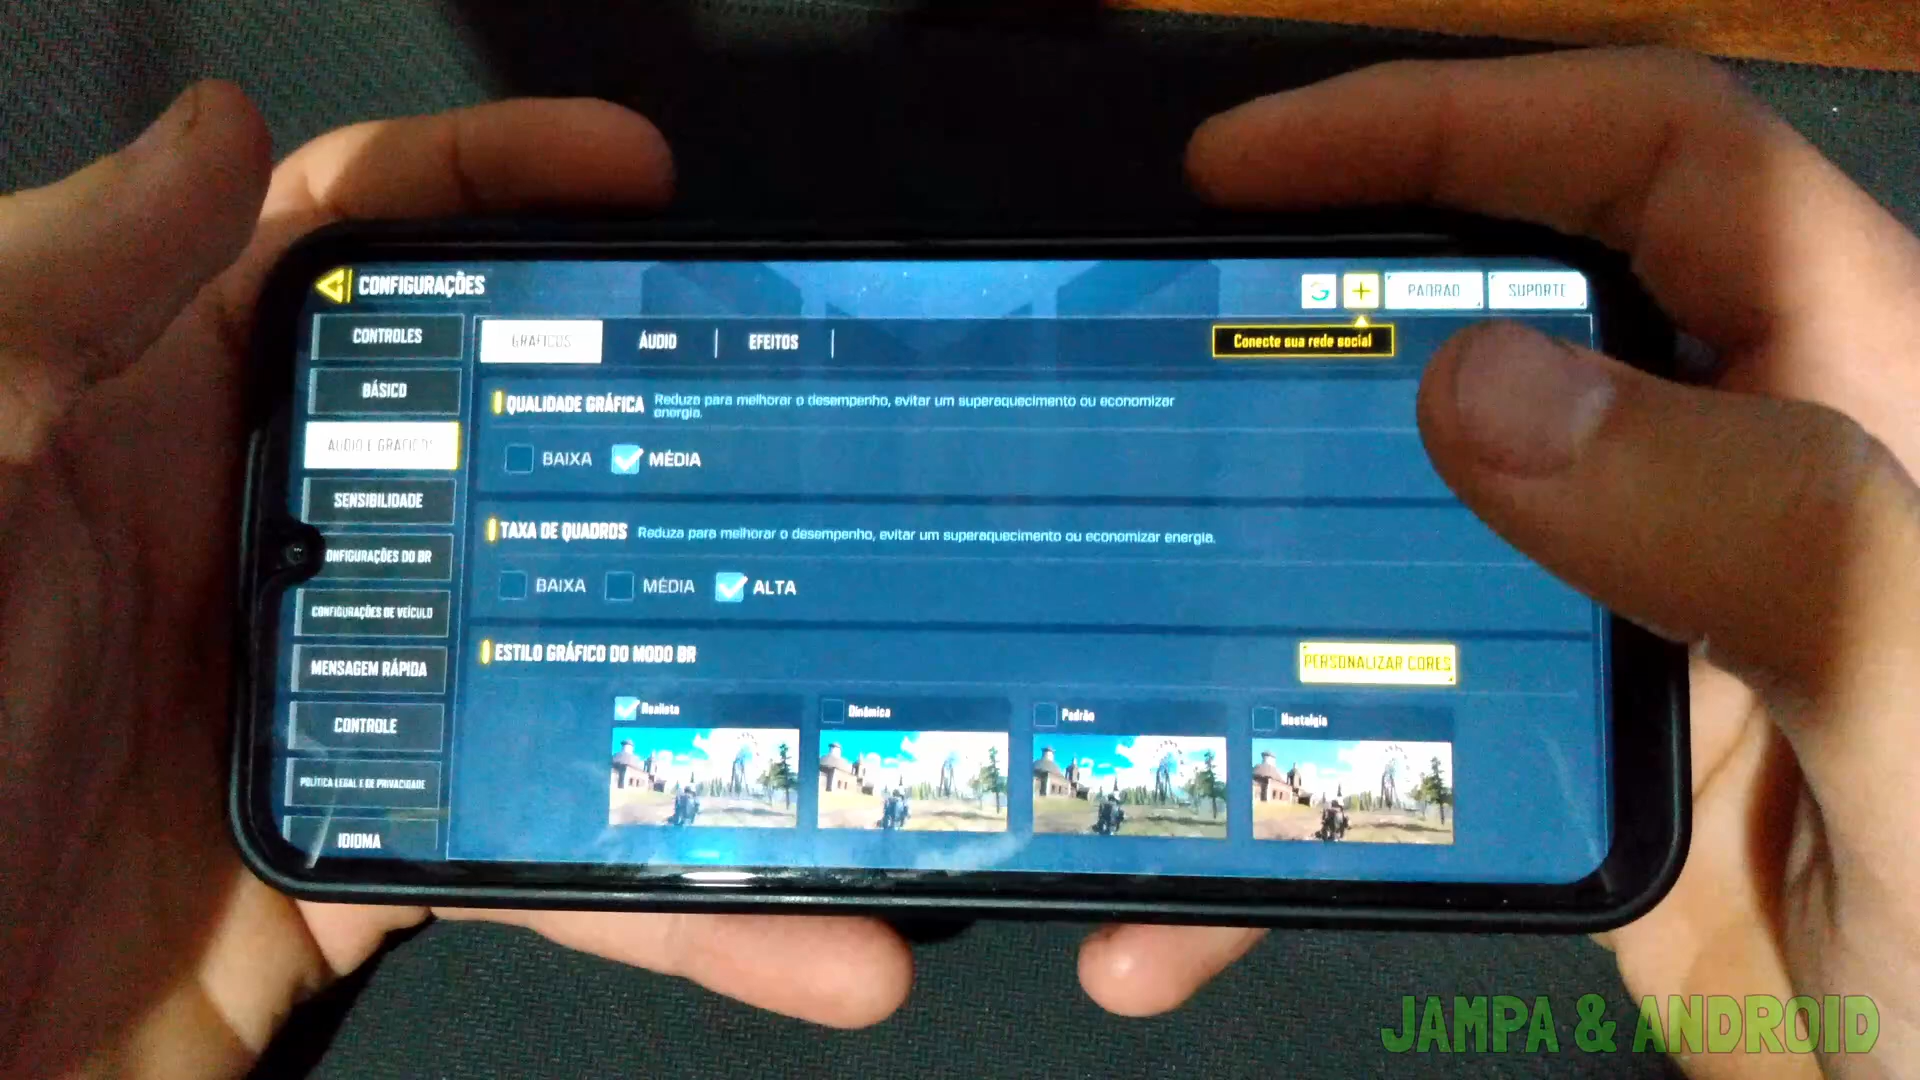 CONFIGURAÇÕES
PADRÃO
SUPORTE
CONTROLES
GRÁFICOS
ÁUDIO
EFEITOS
Conecte sua rede social
BÁSICO
QUALIDADE GRÁFICA
Reduza para melhorar o desempenho, evitar um superaquecimento ou economizar
energia.
ÁUDIO E GRÁFICO
BAIXA
MÉDIA
SENSIBILIDADE
TAXA DE QUADROS
Reduza para melhorar o desempenho, evitar um superaquecimento ou economizar energia.
ONFIGURAÇÕES DO BR
BAIXA
MÉDIA
ALTA
CONFIGURAÇÕES DE VEÍCULO
ESTILO GRÁFICO DO MODO BR
PERSONALIZAR CORES
MENSAGEM RÁPIDA
Realista
Dinâmica
Padrão
Nostalgia
CONTROLE
POLÍTICA LEGAL E DE PRIVACIDADE
IDIOMA
JAMPA & ANDROID